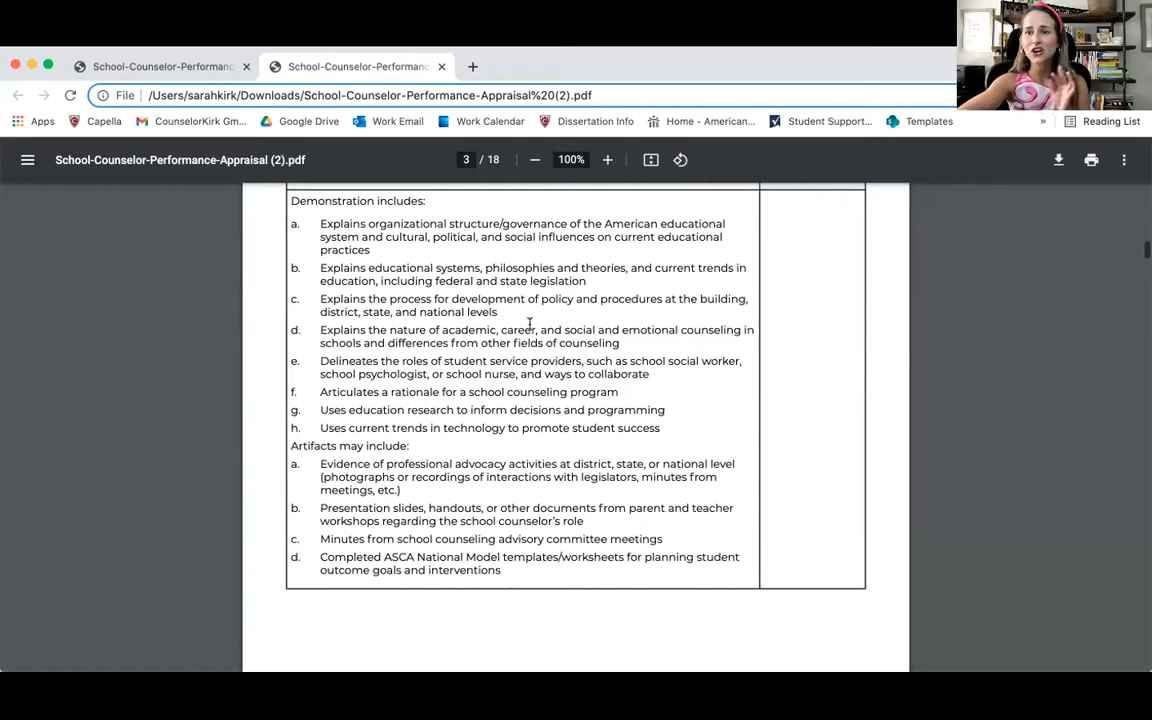 School-Counselor-Performanc
School-Counselor-Performanc
File /Users/sarahkirk/Downloads/School-Counselor-Performance-Appraisal%20(2).pdf
Apps Capella CounselorKirk Gm... Google Drive Work Email Work Calendar Dissertation Info Home - American... Student Support... Templates » Reading List
School-Counselor-Performance-Appraisal (2).pdf 3 / 18 — 100% +
Demonstration includes:
a. Explains organizational structure/governance of the American educational
system and cultural, political, and social influences on current educational
practices
b. Explains educational systems, philosophies and theories, and current trends in
education, including federal and state legislation
c. Explains the process for development of policy and procedures at the building,
district, state, and national levels
d. Explains the nature of academic, career, and social and emotional counseling in
schools and differences from other fields of counseling
e. Delineates the roles of student service providers, such as school social worker,
school psychologist, or school nurse, and ways to collaborate
f. Articulates a rationale for a school counseling program
g. Uses education research to inform decisions and programming
h. Uses current trends in technology to promote student success
Artifacts may include:
a. Evidence of professional advocacy activities at district, state, or national level
(photographs or recordings of interactions with legislators, minutes from
meetings, etc.)
b. Presentation slides, handouts, or other documents from parent and teacher
workshops regarding the school counselor's role
c. Minutes from school counseling advisory committee meetings
d. Completed ASCA National Model templates/worksheets for planning student
outcome goals and interventions